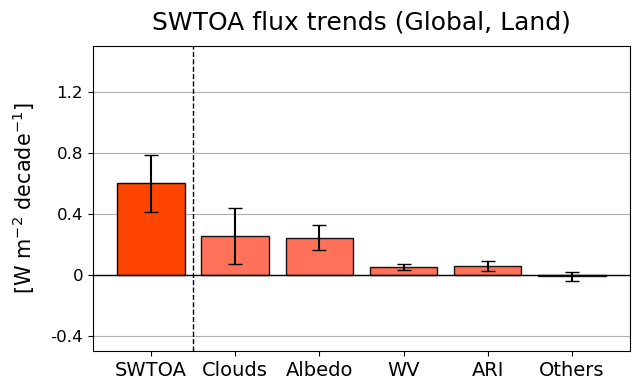 SWTOA flux trends (Global, Land)
[W m⁻² decade⁻¹]
1.2
0.8
0.4
0
-0.4
SWTOA Clouds Albedo WV ARI Others